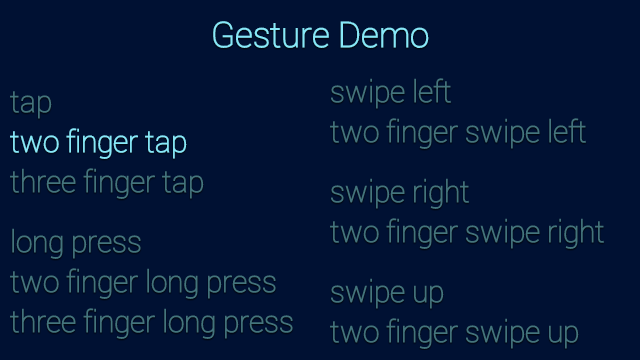 Gesture Demo
tap
two finger tap
three finger tap
long press
two finger long press
three finger long press
swipe left
two finger swipe left
swipe right
two finger swipe right
swipe up
two finger swipe up